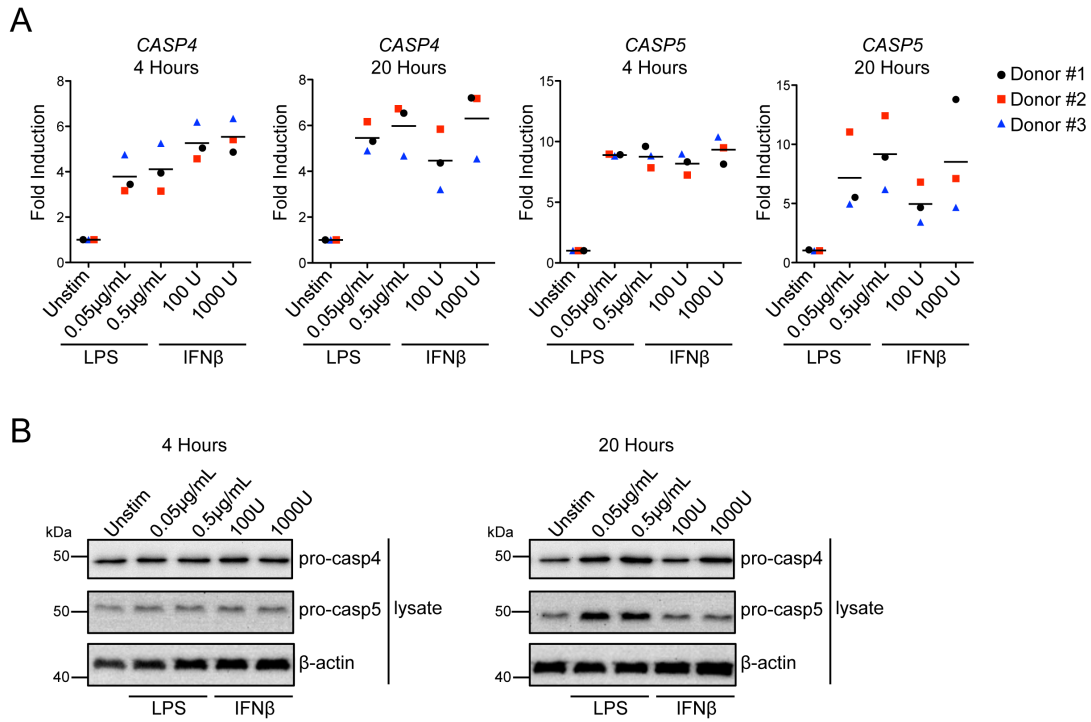 A
CASP4
4 Hours
Fold Induction
8
6
4
2
0
Unstim
0.05µg/mL
0.5µg/mL
100 U
1000 U
LPS
IFNβ
CASP4
20 Hours
Fold Induction
8
6
4
2
0
Unstim
0.05µg/mL
0.5µg/mL
100 U
1000 U
LPS
IFNβ
CASP5
4 Hours
Fold Induction
15
10
5
0
Unstim
0.05µg/mL
0.5µg/mL
100 U
1000 U
LPS
IFNβ
CASP5
20 Hours
Fold Induction
15
10
5
0
Unstim
0.05µg/mL
0.5µg/mL
100 U
1000 U
LPS
IFNβ
Donor #1
Donor #2
Donor #3
B
4 Hours
Unstim
0.05µg/mL
0.5µg/mL
100U
1000U
kDa
50
pro-casp4
50
pro-casp5
40
β-actin
lysate
LPS
IFNβ
20 Hours
Unstim
0.05µg/mL
0.5µg/mL
100U
1000U
kDa
50
pro-casp4
50
pro-casp5
40
β-actin
lysate
LPS
IFNβ